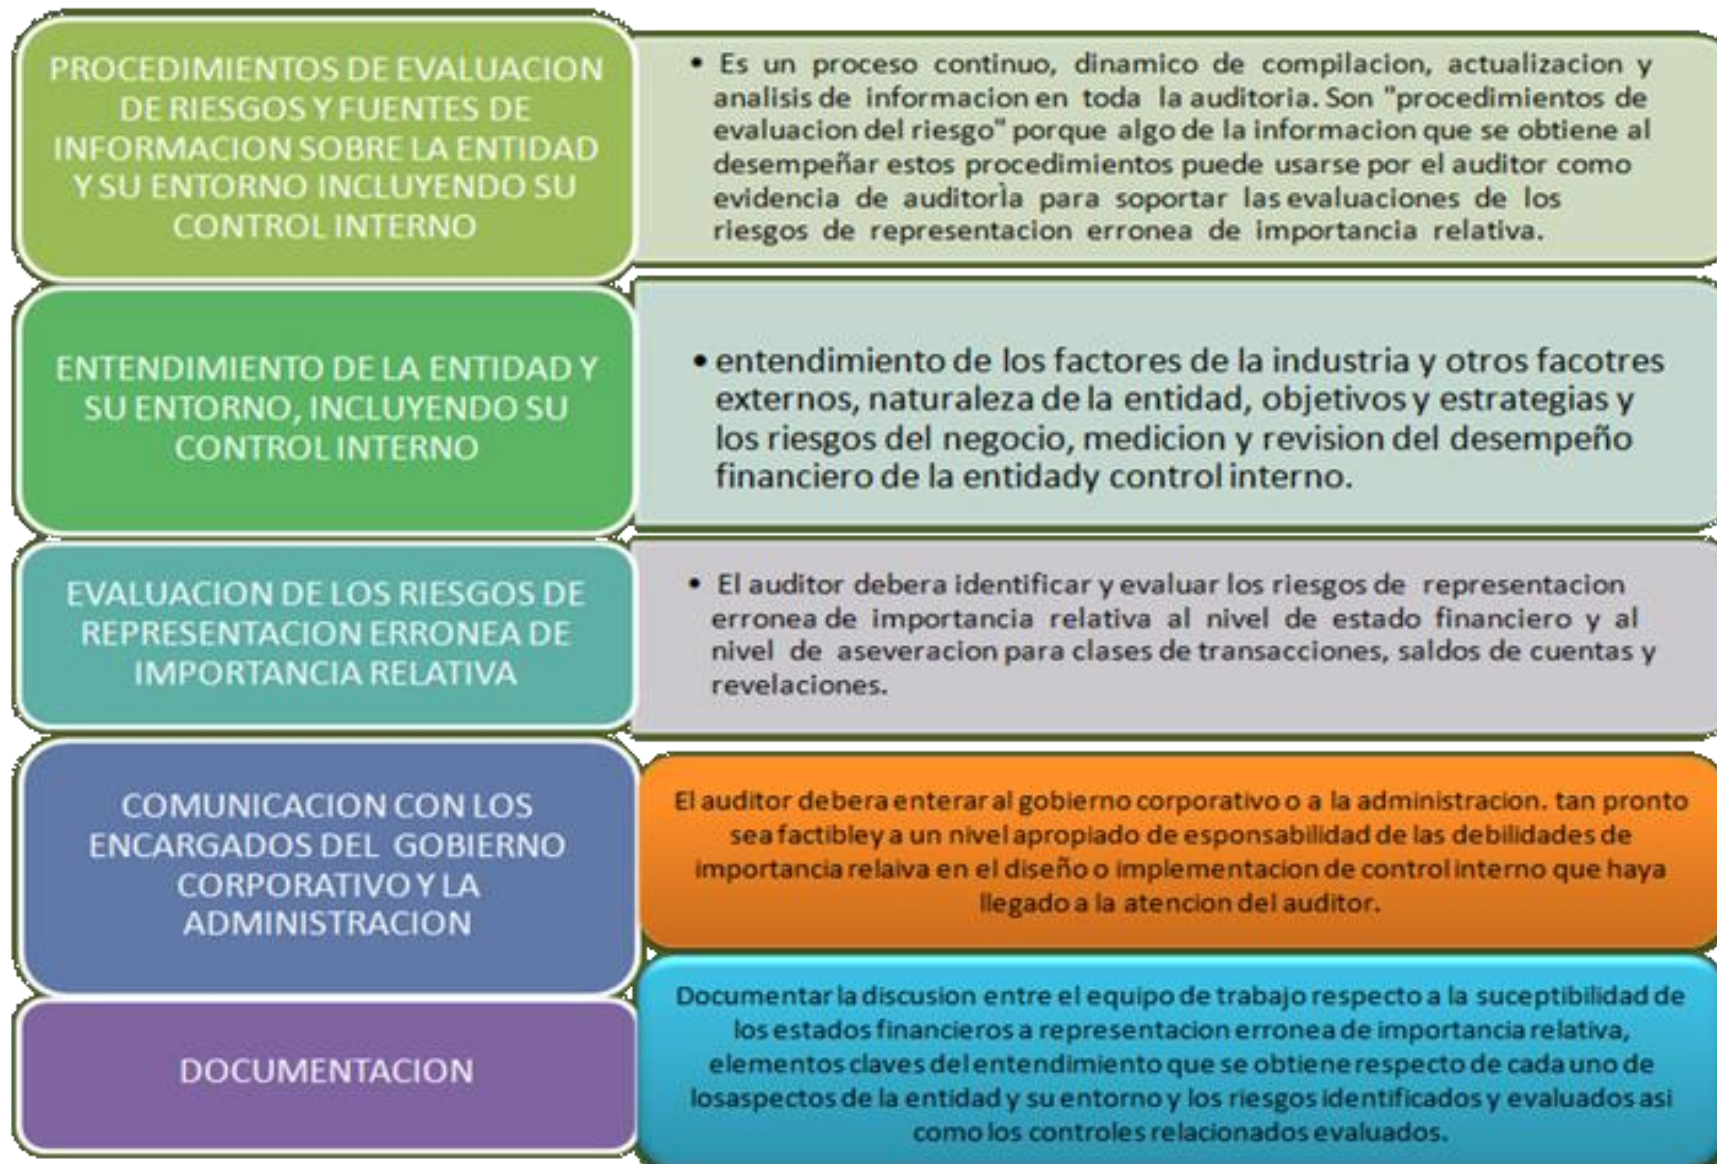 PROCEDIMIENTOS DE EVALUACION
DE RIESGOS Y FUENTES DE
INFORMACION SOBRE LA ENTIDAD
Y SU ENTORNO INCLUYENDO SU
CONTROL INTERNO
• Es un proceso continuo, dinamico de compilacion, actualizacion y
analisis de informacion en toda la auditoria. Son "procedimientos de
evaluacion del riesgo" porque algo de la informacion que se obtiene al
desempeñar estos procedimientos puede usarse por el auditor como
evidencia de auditorÌa para soportar las evaluaciones de los
riesgos de representacion erronea de importancia relativa.
ENTENDIMIENTO DE LA ENTIDAD Y
SU ENTORNO, INCLUYENDO SU
CONTROL INTERNO
• entendimiento de los factores de la industria y otros facotres
externos, naturaleza de la entidad, objetivos y estrategias y
los riesgos del negocio, medicion y revision del desempeño
financiero de la entidady control interno.
EVALUACION DE LOS RIESGOS DE
REPRESENTACION ERRONEA DE
IMPORTANCIA RELATIVA
• El auditor debera identificar y evaluar los riesgos de representacion
erronea de importancia relativa al nivel de estado financiero y al
nivel de aseveracion para clases de transacciones, saldos de cuentas y
revelaciones.
COMUNICACION CON LOS
ENCARGADOS DEL GOBIERNO
CORPORATIVO Y LA
ADMINISTRACION
El auditor debera enterar al gobierno corporativo o a la administracion. tan pronto
sea factibley a un nivel apropiado de esponsabilidad de las debilidades de
importancia relaiva en el diseño o implementacion de control interno que haya
llegado a la atencion del auditor.
DOCUMENTACION
Documentar la discusion entre el equipo de trabajo respecto a la suceptibilidad de
los estados financieros a representacion erronea de importancia relativa,
elementos claves del entendimiento que se obtiene respecto de cada uno de
losaspectos de la entidad y su entorno y los riesgos identificados y evaluados asi
como los controles relacionados evaluados.